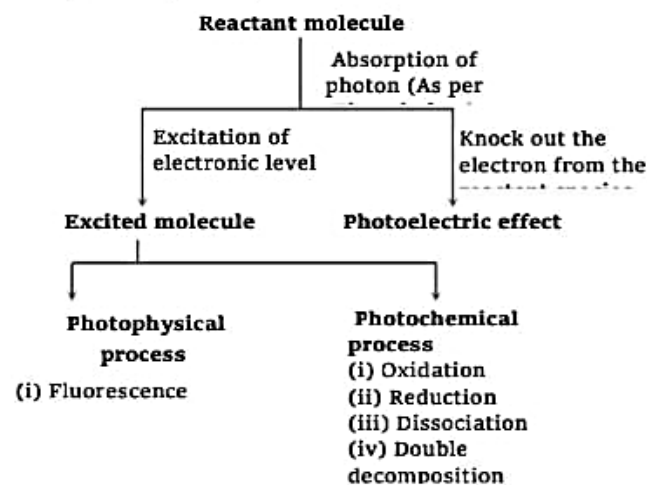 Reactant molecule
Absorption of
photon (As per
Excitation of
electronic level
Knock out the
electron from the
Excited molecule
Photoelectric effect
Photophysical
process
(i) Fluorescence
Photochemical
process
(i) Oxidation
(ii) Reduction
(iii) Dissociation
(iv) Double
decomposition